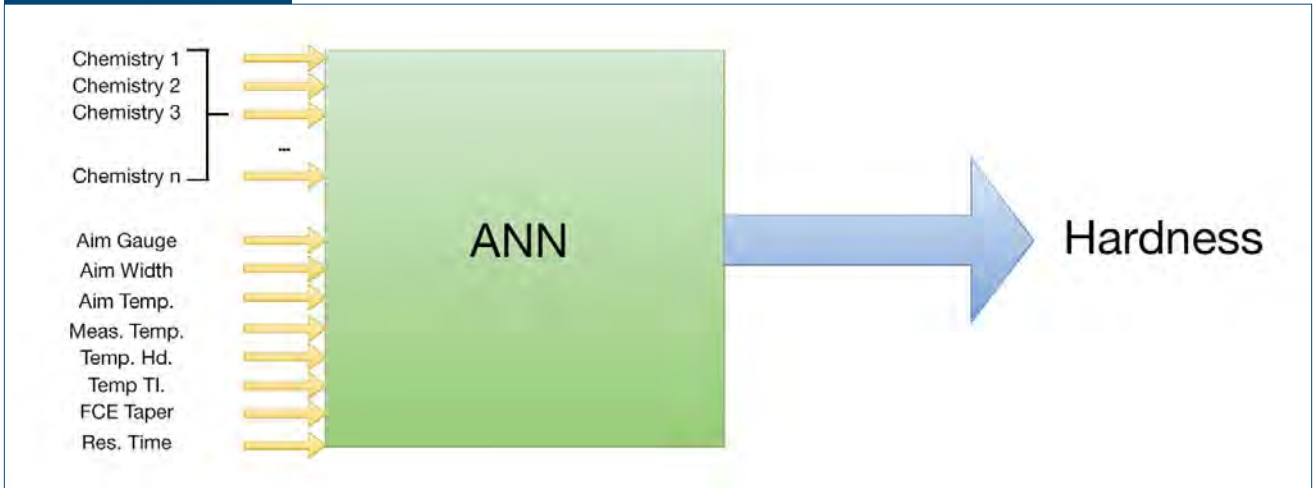 Chemistry 1
Chemistry 2
Chemistry 3
...
Chemistry n
Aim Gauge
Aim Width
Aim Temp.
Meas. Temp.
Temp. Hd.
Temp Tl.
FCE Taper
Res. Time
ANN
Hardness